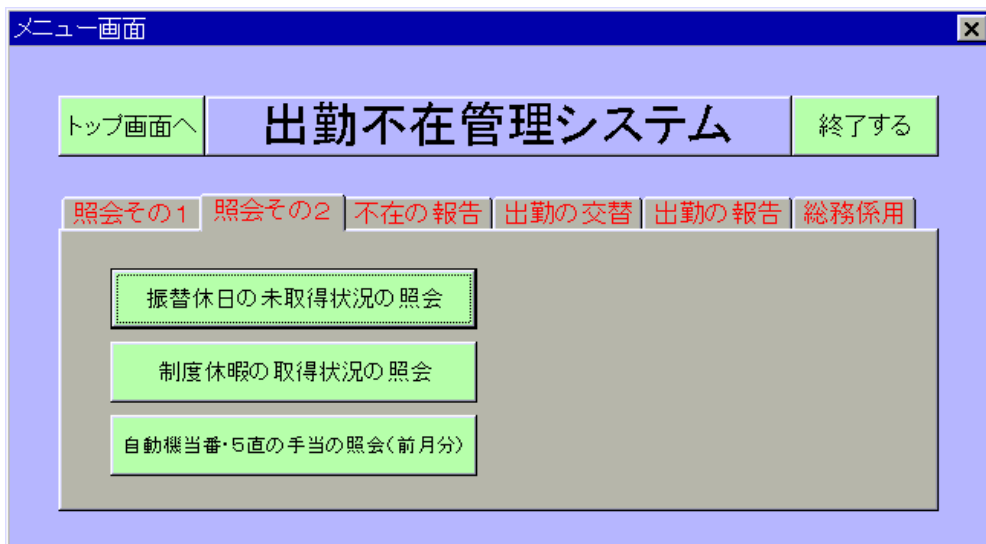 メニュー画面
トップ画面へ 出勤不在管理システム 終了する
照会その1 照会その2 不在の報告 出勤の交替 出勤の報告 総務係用
振替休日の未取得状況の照会
制度休暇の取得状況の照会
自動機当番・5直の手当の照会(前月分)